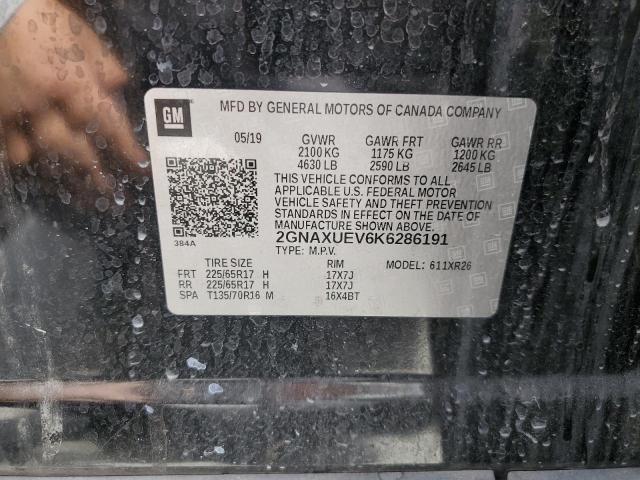 GM
MFD BY GENERAL MOTORS OF CANADA COMPANY
05/19 GVWR GAWR FRT GAWR RR
2100 KG 1175 KG 1200 KG
4630 LB 2590 LB 2645 LB
THIS VEHICLE CONFORMS TO ALL
APPLICABLE U.S. FEDERAL MOTOR
VEHICLE SAFETY AND THEFT PREVENTION
STANDARDS IN EFFECT ON THE DATE OF
MANUFACTURE SHOWN ABOVE.
384A 2GNAXUEV6K6286191
TYPE: M.P.V. MODEL: 611XR26
TIRE SIZE RIM
FRT 225/65R17 H 17X7J
RR 225/65R17 H 17X7J
SPA T135/70R16 M 16X4BT